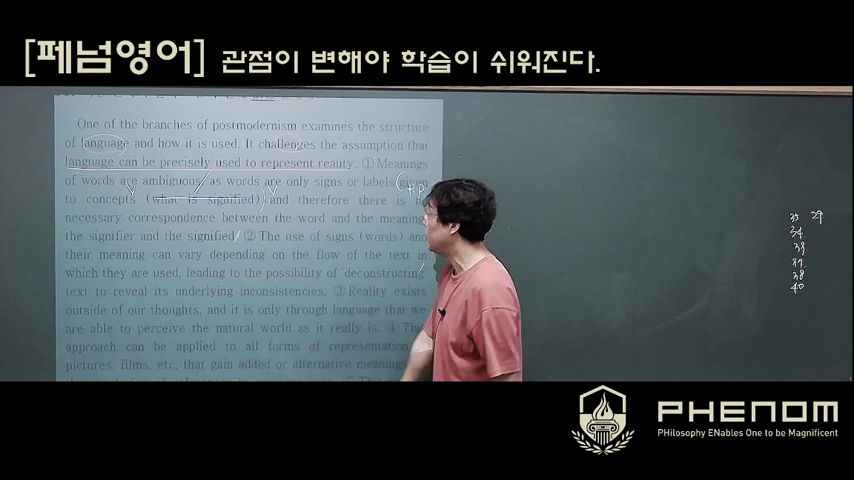 [페넘영어] 관점이 변해야 학습이 쉬워진다.
One of the branches of postmodernism examines the structure
of language and how it is used. It challenges the assumption that
language can be precisely used to represent reality. ① Meanings
of words are ambiguous, as words are only signs or labels (given
P.P
to concepts (what is signified)) and therefore there is
necessary correspondence between the word and the meaning
the signifier and the signified/ ② The use of signs (words) and
their meaning can vary depending on the flow of the text in
which they are used, leading to the possibility of 'deconstructing
text to reveal its underlying inconsistencies. ③ Reality exists
outside of our thoughts, and it is only through language that we
are able to perceive the natural world as it really is. ④ This
approach can be applied to all forms of representation
pictures, films, etc. that gain added or alternative meanings
V V
29
34
38
40
PHENOM
PHilosophy ENables One to be Magnificent